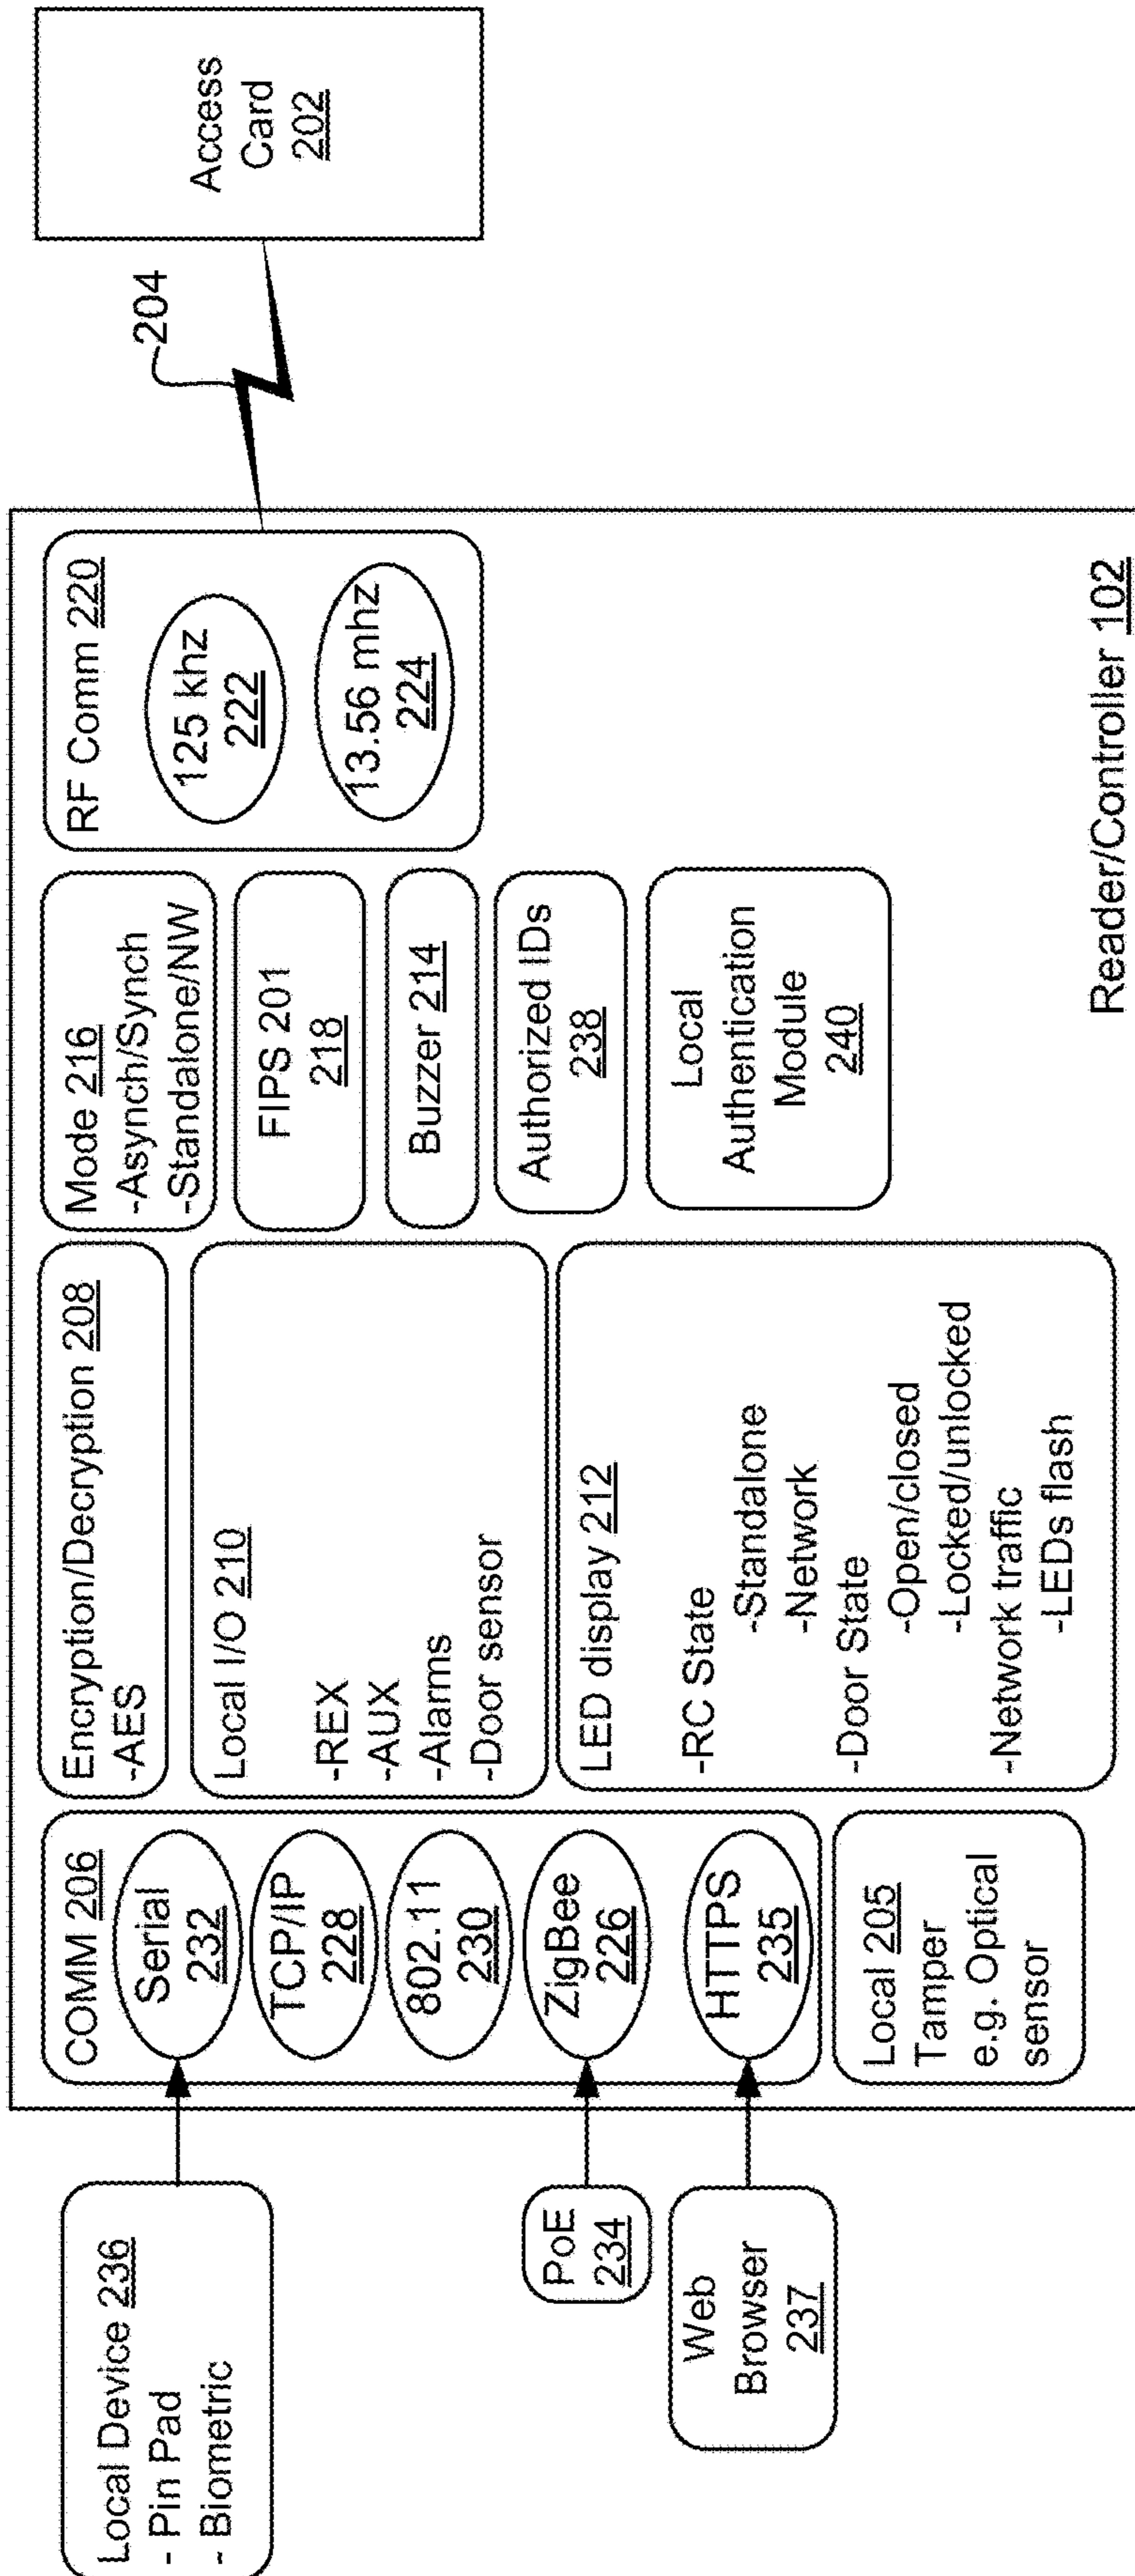 Local Device 236
- Pin Pad
- Biometric
PoE
234
Web
Browser
237
COMM 206
Serial
232
TCP/IP
228
802.11
230
ZigBee
226
HTTPS
235
Local 205
Tamper
e.g. Optical
sensor
Encryption/Decryption 208
-AES
Local I/O 210
-REX
-AUX
-Alarms
-Door sensor
LED display 212
-RC State
-Standalone
-Network
-Door State
-Open/closed
-Locked/unlocked
-Network traffic
-LEDs flash
Mode 216
-Asynch/Synch
-Standalone/NW
FIPS 201
218
Buzzer 214
Authorized IDs
238
Local
Authentication
Module
240
RF Comm 220
125 khz
222
13.56 mhz
224
Reader/Controller 102
204
Access
Card
202